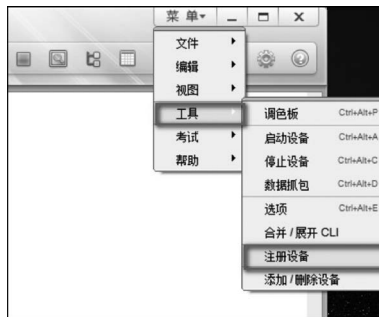 菜 单
文件
编辑
视图
工具
考试
帮助
调色板 Ctrl+Alt+P
启动设备 Ctrl+Alt+A
停止设备 Ctrl+Alt+C
数据抓包 Ctrl+Alt+D
选项 Ctrl+Alt+E
合并 / 展开 CLI
注册设备
添加 / 删除设备